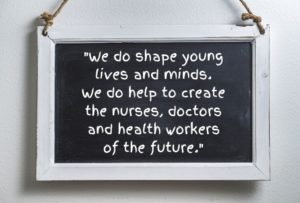 "We do shape young
lives and minds.
We do help to create
the nurses, doctors
and health workers
of the future."